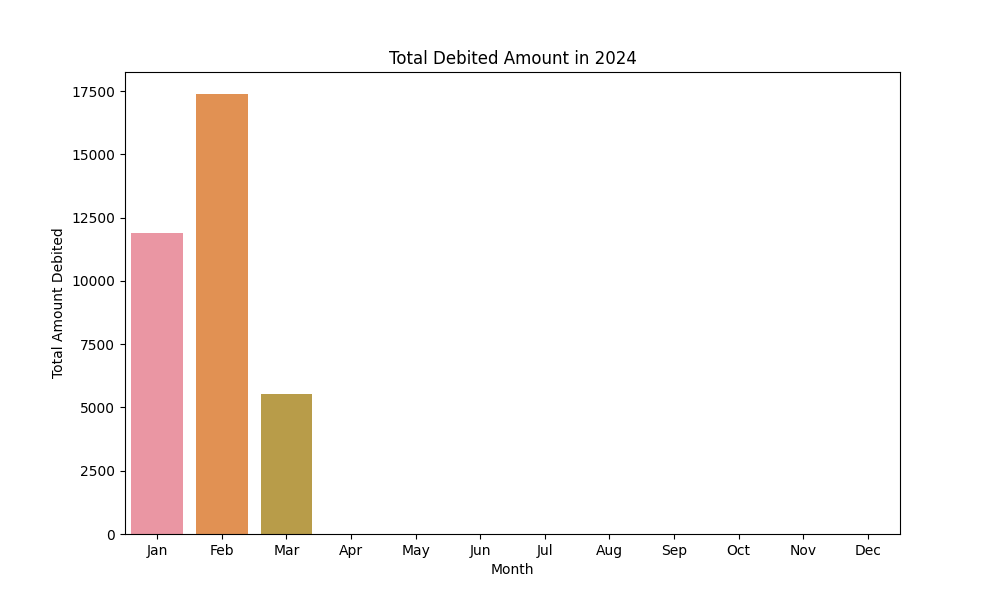 Total Debited Amount in 2024
Total Amount Debited
17500
15000
12500
10000
7500
5000
2500
0
Jan Feb Mar Apr May Jun Jul Aug Sep Oct Nov Dec
Month